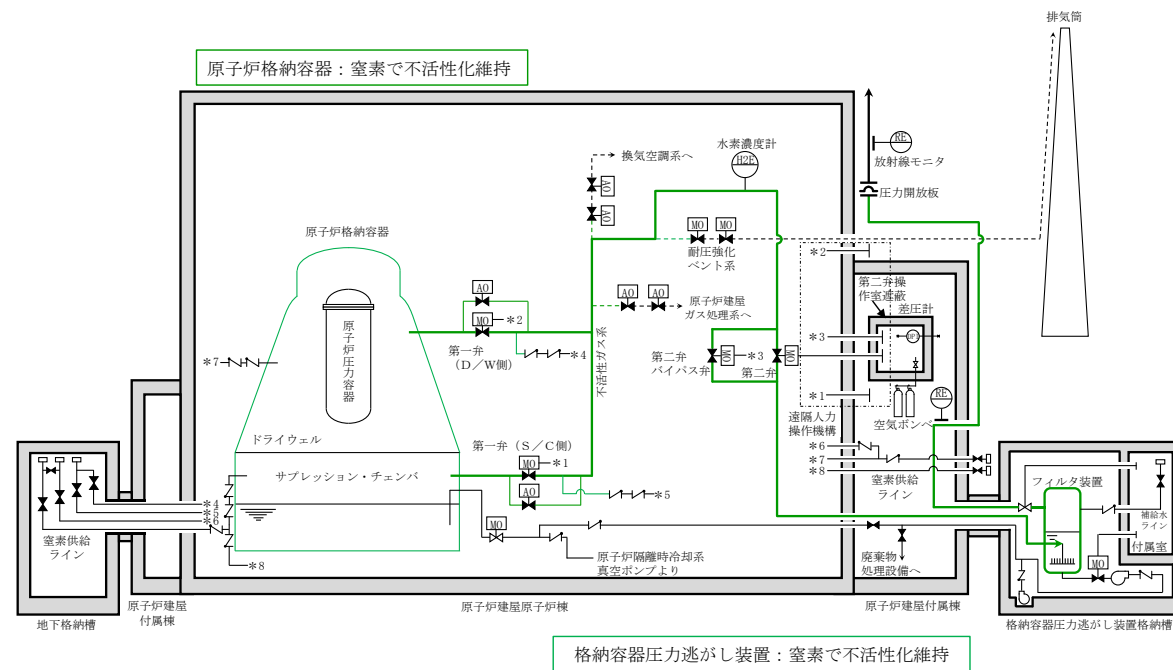 排気筒
原子炉格納容器：窒素で不活性化維持
水素濃度計
H2E
RE
放射線モニタ
換気空調系へ
AO
AO
圧力開放板
原子炉格納容器
MO
MO
耐圧強化
ベント系
＊2
第二弁操
作室遮蔽
差圧計
AO
MO
＊2
第一弁
（D／W側）
＊4
AO
AO
原子炉建屋
ガス処理系へ
不活性ガス系
原子炉圧力容器
＊7
第二弁
バイパス弁
MO
＊3
第二弁
MO
＊3
＊1
遠隔人力
操作機構
空気ボンベ
RE
ドライウェル
サプレッション・チェンバ
第一弁（S／C側）
MO
＊1
AO
＊5
＊6
＊7
＊8
窒素供給
ライン
フィルタ装置
補給水
ライン
付属室
MO
＊4
＊5
＊6
窒素供給
ライン
＊8
MO
原子炉隔離時冷却系
真空ポンプより
廃棄物
処理設備へ
原子炉建屋
付属棟
地下格納槽
原子炉建屋原子炉棟
原子炉建屋付属棟
格納容器圧力逃がし装置格納槽
格納容器圧力逃がし装置：窒素で不活性化維持